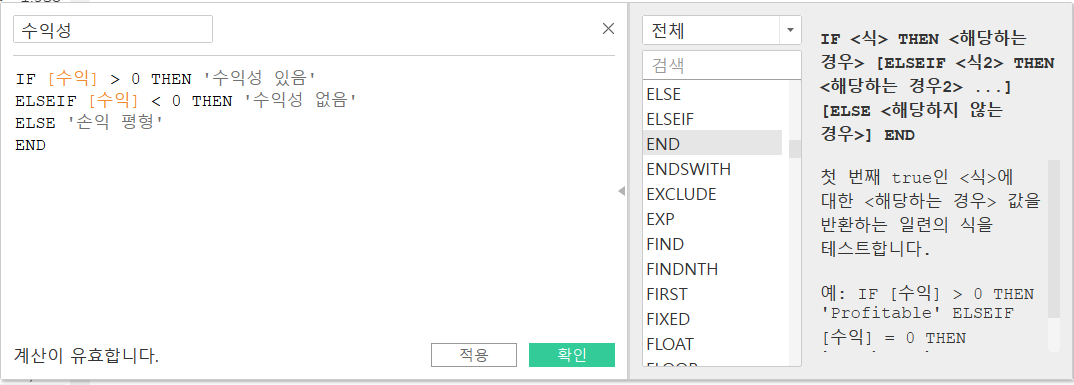 수익성
IF [수익] > 0 THEN '수익성 있음'
ELSEIF [수익] < 0 THEN '수익성 없음'
ELSE '손익 평형'
END
계산이 유효합니다.
적용
확인
전체
검색
ELSE
ELSEIF
END
ENDSWITH
EXCLUDE
EXP
FIND
FINDNTH
FIRST
FIXED
FLOAT
FLOOR
IF <식> THEN <해당하는
경우> [ELSEIF <식2> THEN
<해당하는 경우2> ...]
[ELSE <해당하지 않는
경우>] END
첫 번째 true인 <식>에
대한 <해당하는 경우> 값을
반환하는 일련의 식을
테스트합니다.
예: IF [수익] > 0 THEN
'Profitable' ELSEIF
[수익] = 0 THEN